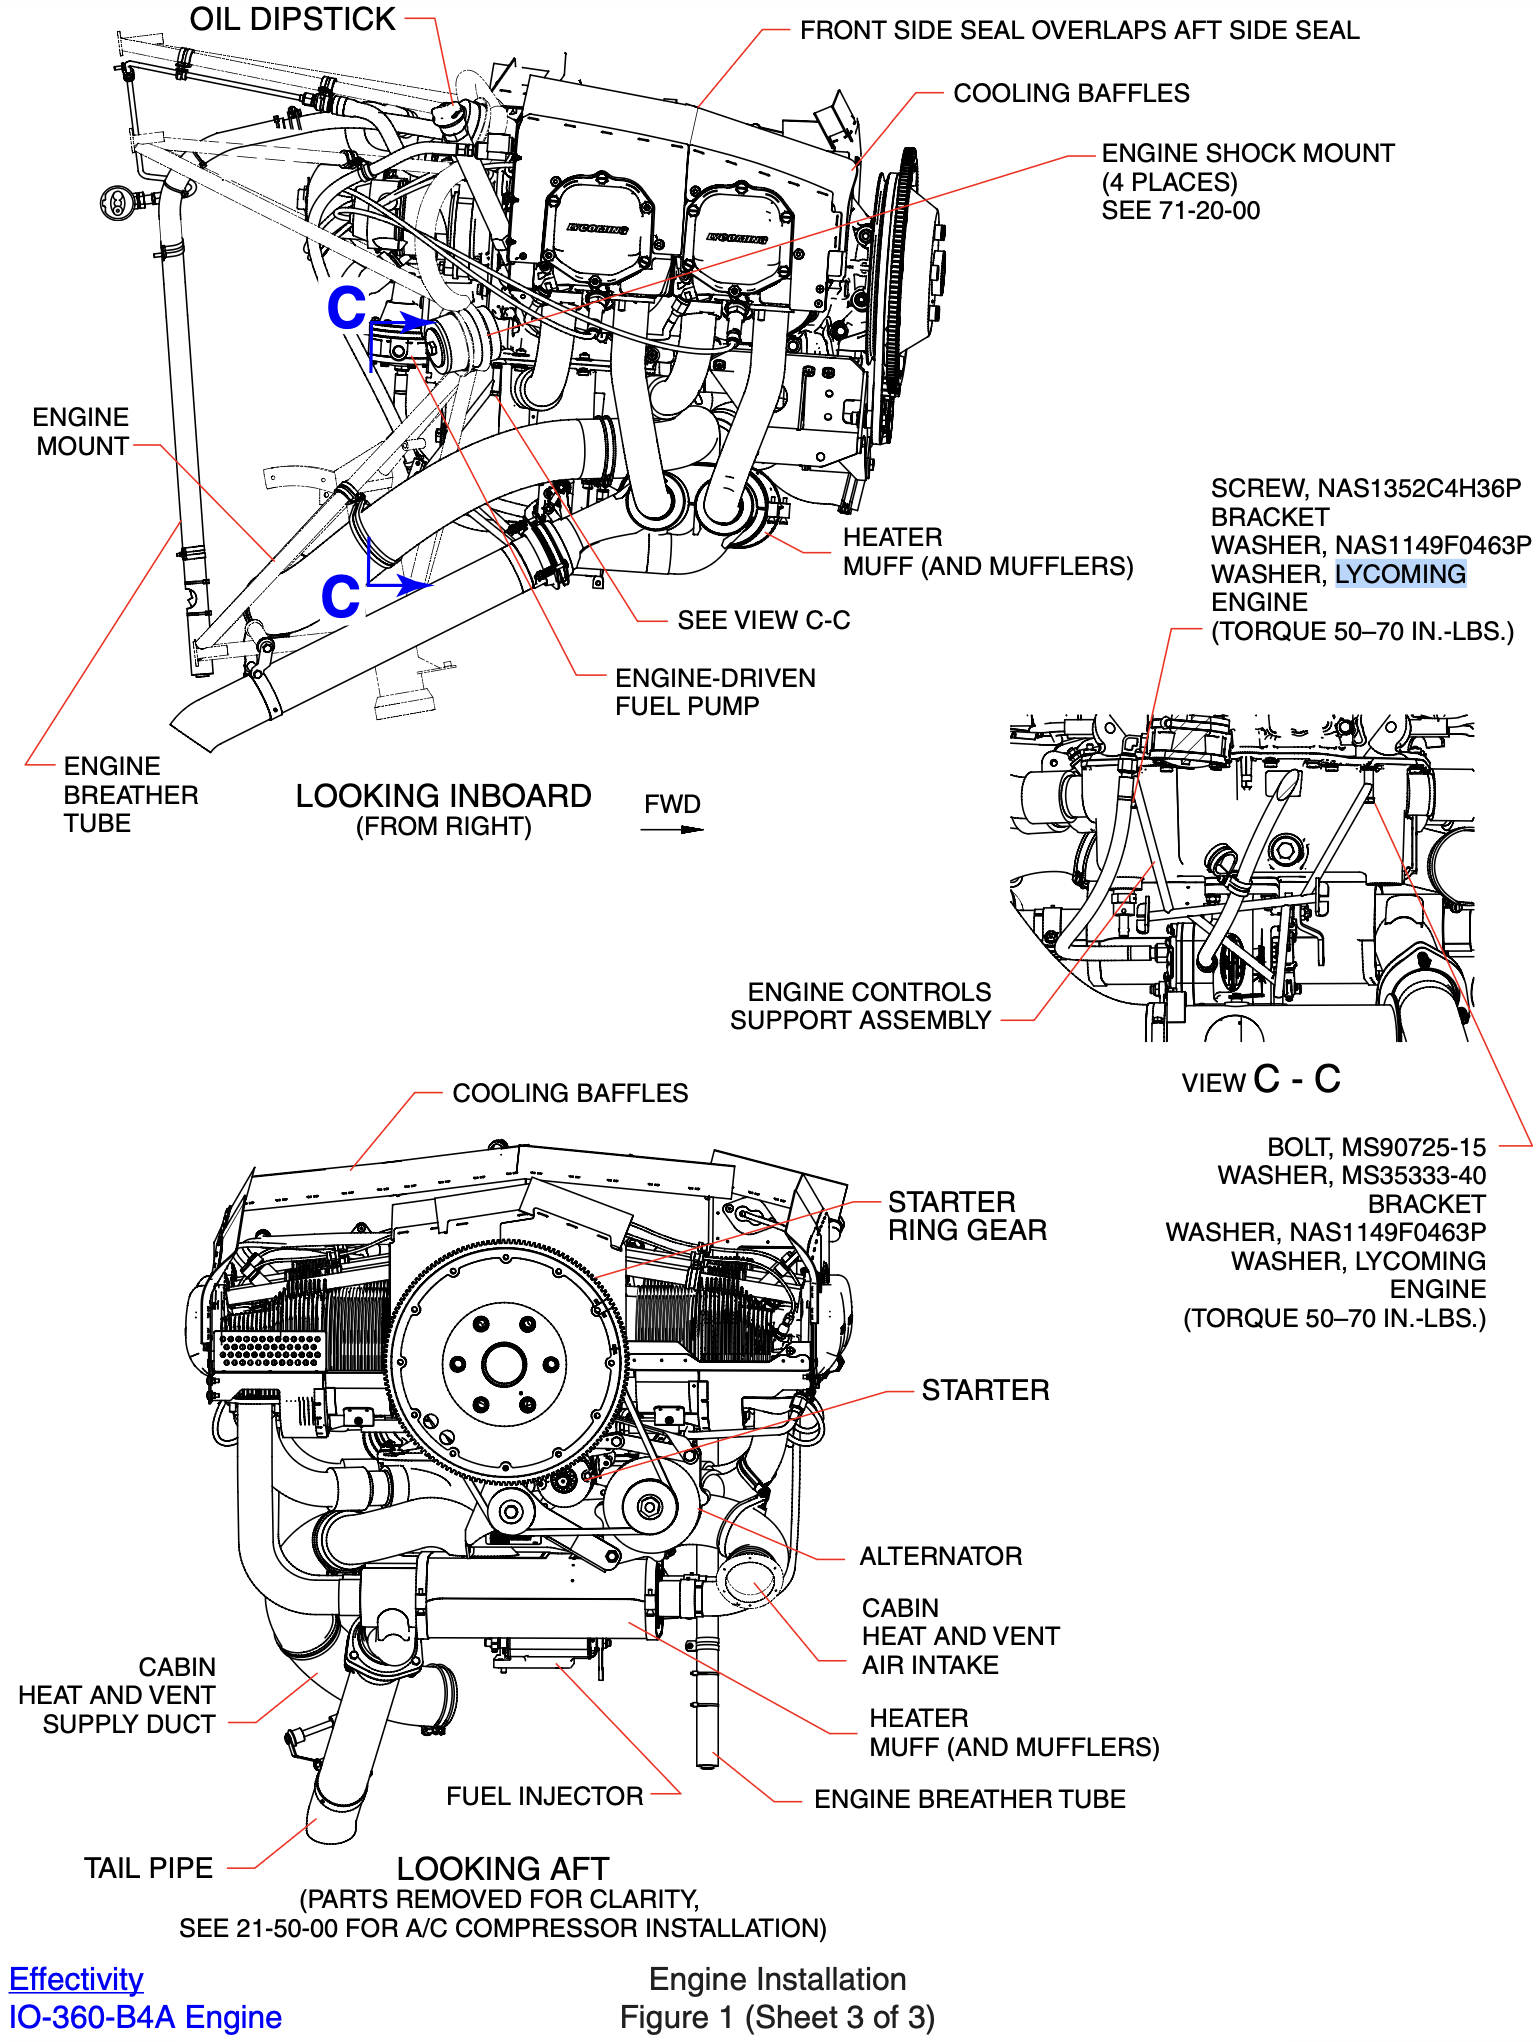 OIL DIPSTICK
FRONT SIDE SEAL OVERLAPS AFT SIDE SEAL
COOLING BAFFLES
ENGINE SHOCK MOUNT
(4 PLACES)
SEE 71-20-00
LYCOMING
LYCOMING
C
ENGINE
MOUNT
C
HEATER
MUFF (AND MUFFLERS)
SEE VIEW C-C
ENGINE-DRIVEN
FUEL PUMP
ENGINE
BREATHER
TUBE
LOOKING INBOARD
(FROM RIGHT)
FWD
SCREW, NAS1352C4H36P
BRACKET
WASHER, NAS1149F0463P
WASHER, LYCOMING
ENGINE
(TORQUE 50–70 IN.-LBS.)
ENGINE CONTROLS
SUPPORT ASSEMBLY
VIEW C - C
BOLT, MS90725-15
WASHER, MS35333-40
BRACKET
WASHER, NAS1149F0463P
WASHER, LYCOMING
ENGINE
(TORQUE 50–70 IN.-LBS.)
COOLING BAFFLES
STARTER
RING GEAR
STARTER
ALTERNATOR
CABIN
HEAT AND VENT
AIR INTAKE
CABIN
HEAT AND VENT
SUPPLY DUCT
HEATER
MUFF (AND MUFFLERS)
FUEL INJECTOR
ENGINE BREATHER TUBE
TAIL PIPE
LOOKING AFT
(PARTS REMOVED FOR CLARITY,
SEE 21-50-00 FOR A/C COMPRESSOR INSTALLATION)
Effectivity
IO-360-B4A Engine
Engine Installation
Figure 1 (Sheet 3 of 3)